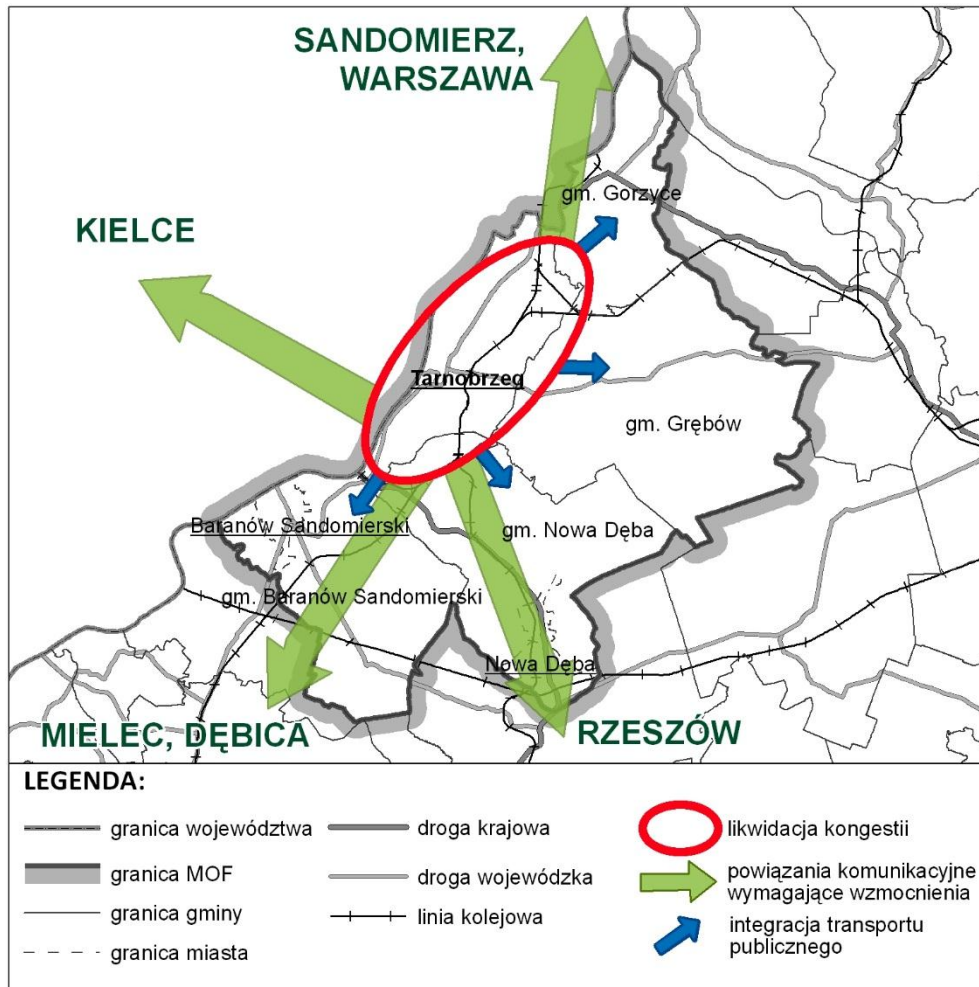 SANDOMIERZ,
WARSZAWA
gm. Gorzyce
KIELCE
Tarnobrzeg
gm. Grębów
Baranów Sandomierski
gm. Nowa Dęba
gm. Baranów Sandomierski
Nowa Dęba
MIELEC, DĘBICA
RZESZÓW
LEGENDA:
granica województwa
granica MOF
granica gminy
granica miasta
droga krajowa
droga wojewódzka
linia kolejowa
likwidacja kongestii
powiązania komunikacyjne
wymagające wzmocnienia
integracja transportu
publicznego